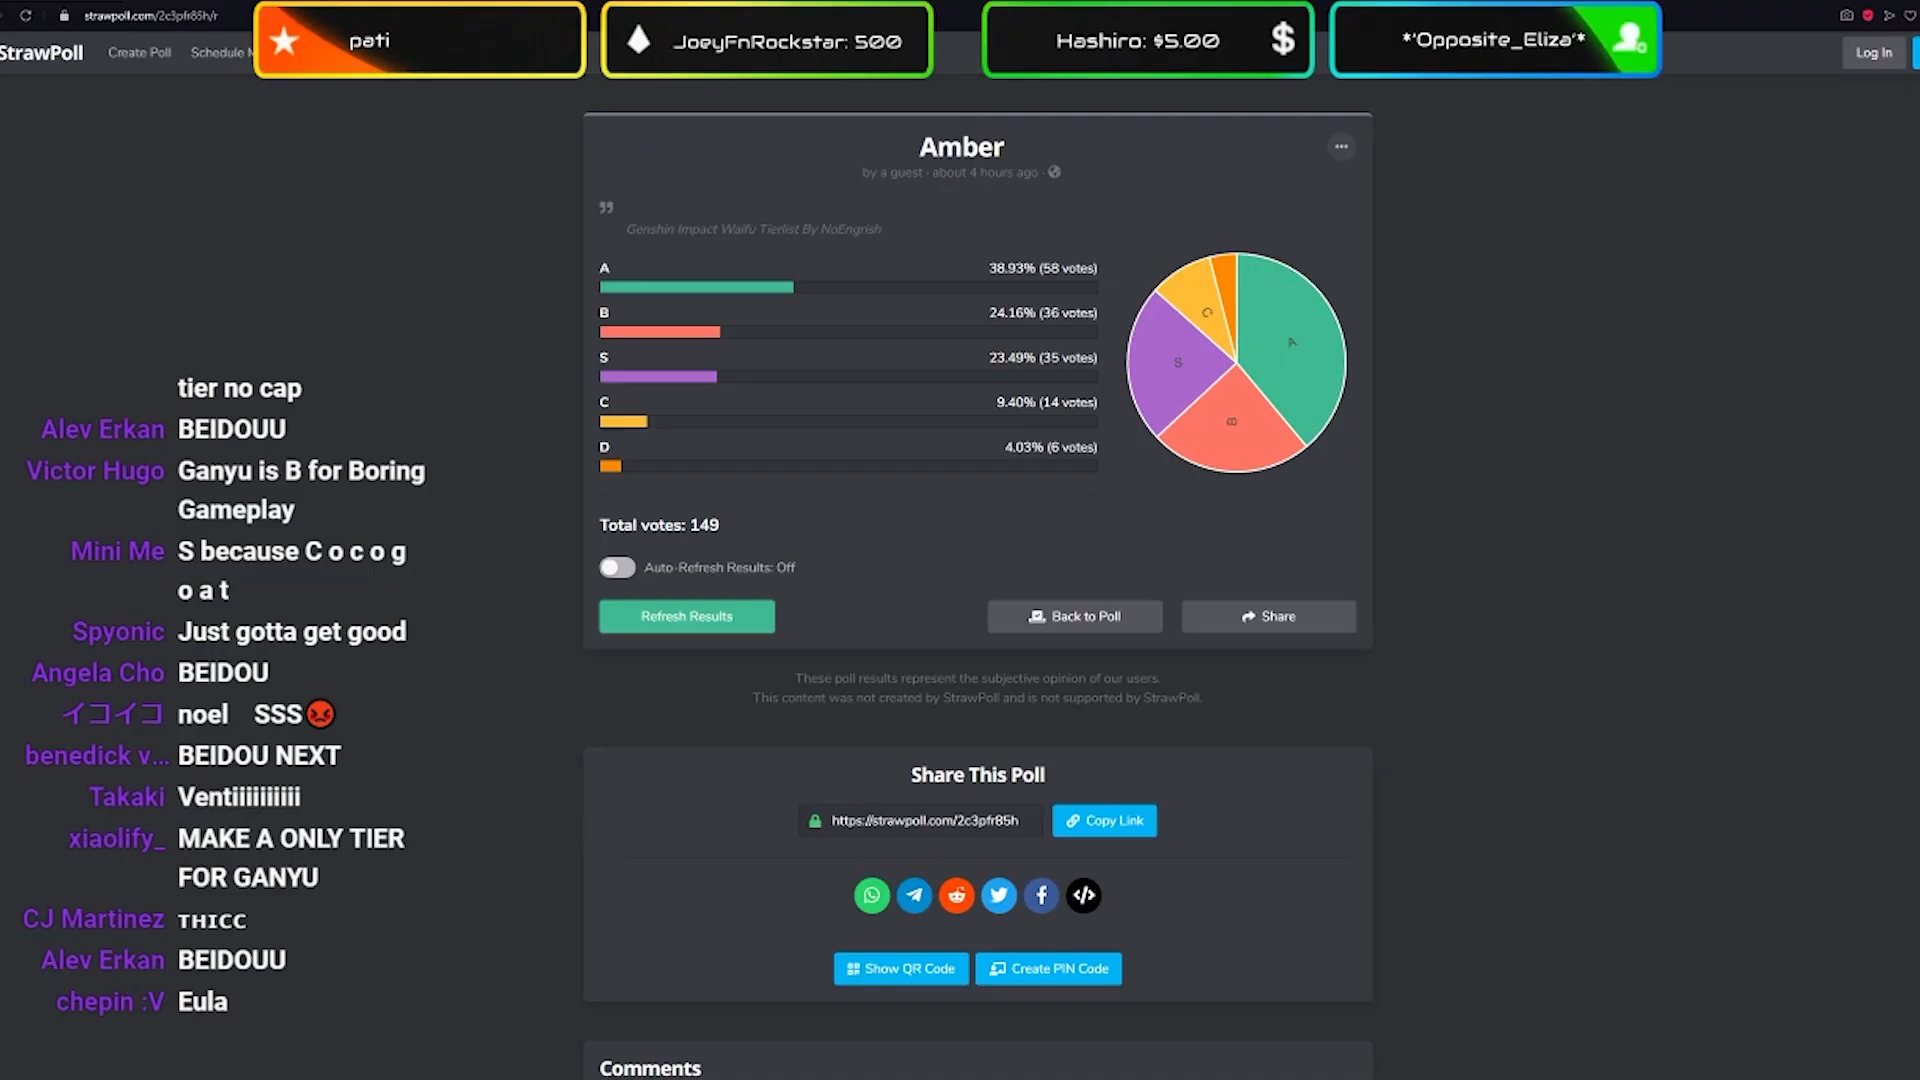 strawpoll.com/2c3pfr85h/r
StrawPoll
Create Poll
Schedule M
pati
JoeyFnRockstar: 500
Hashiro: $5.00
$
*'Opposite_Eliza'*
Log In
Amber
by a guest · about 4 hours ago ·
Genshin Impact Waifu Tierlist By NoEngrish
A 38.93% (58 votes)
B 24.16% (36 votes)
S 23.49% (35 votes)
C 9.40% (14 votes)
D 4.03% (6 votes)
A
B
S
C
Total votes: 149
Auto-Refresh Results: Off
Refresh Results
Back to Poll
Share
These poll results represent the subjective opinion of our users.
This content was not created by StrawPoll and is not supported by StrawPoll.
Share This Poll
https://strawpoll.com/2c3pfr85h
Copy Link
Show QR Code
Create PIN Code
Comments
tier no cap
Alev Erkan BEIDOUU
Victor Hugo Ganyu is B for Boring
Gameplay
Mini Me S because C o c o g
o a t
Spyonic Just gotta get good
Angela Cho BEIDOU
イコイコ noel SSS😡
benedick v... BEIDOU NEXT
Takaki Ventiiiiiiiiii
xiaolify_ MAKE A ONLY TIER
FOR GANYU
CJ Martinez ᴛʜɪᴄᴄ
Alev Erkan BEIDOUU
chepin :V Eula